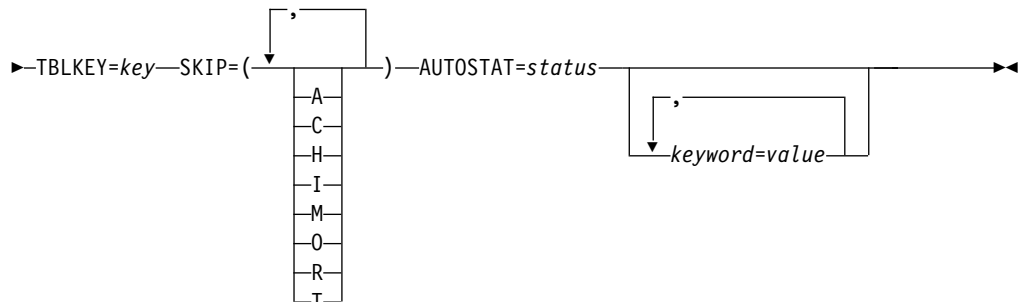 ,
TBLKEY=key SKIP=( ) AUTOSTAT=status
A
,
C
H
keyword=value
I
M
O
R
T